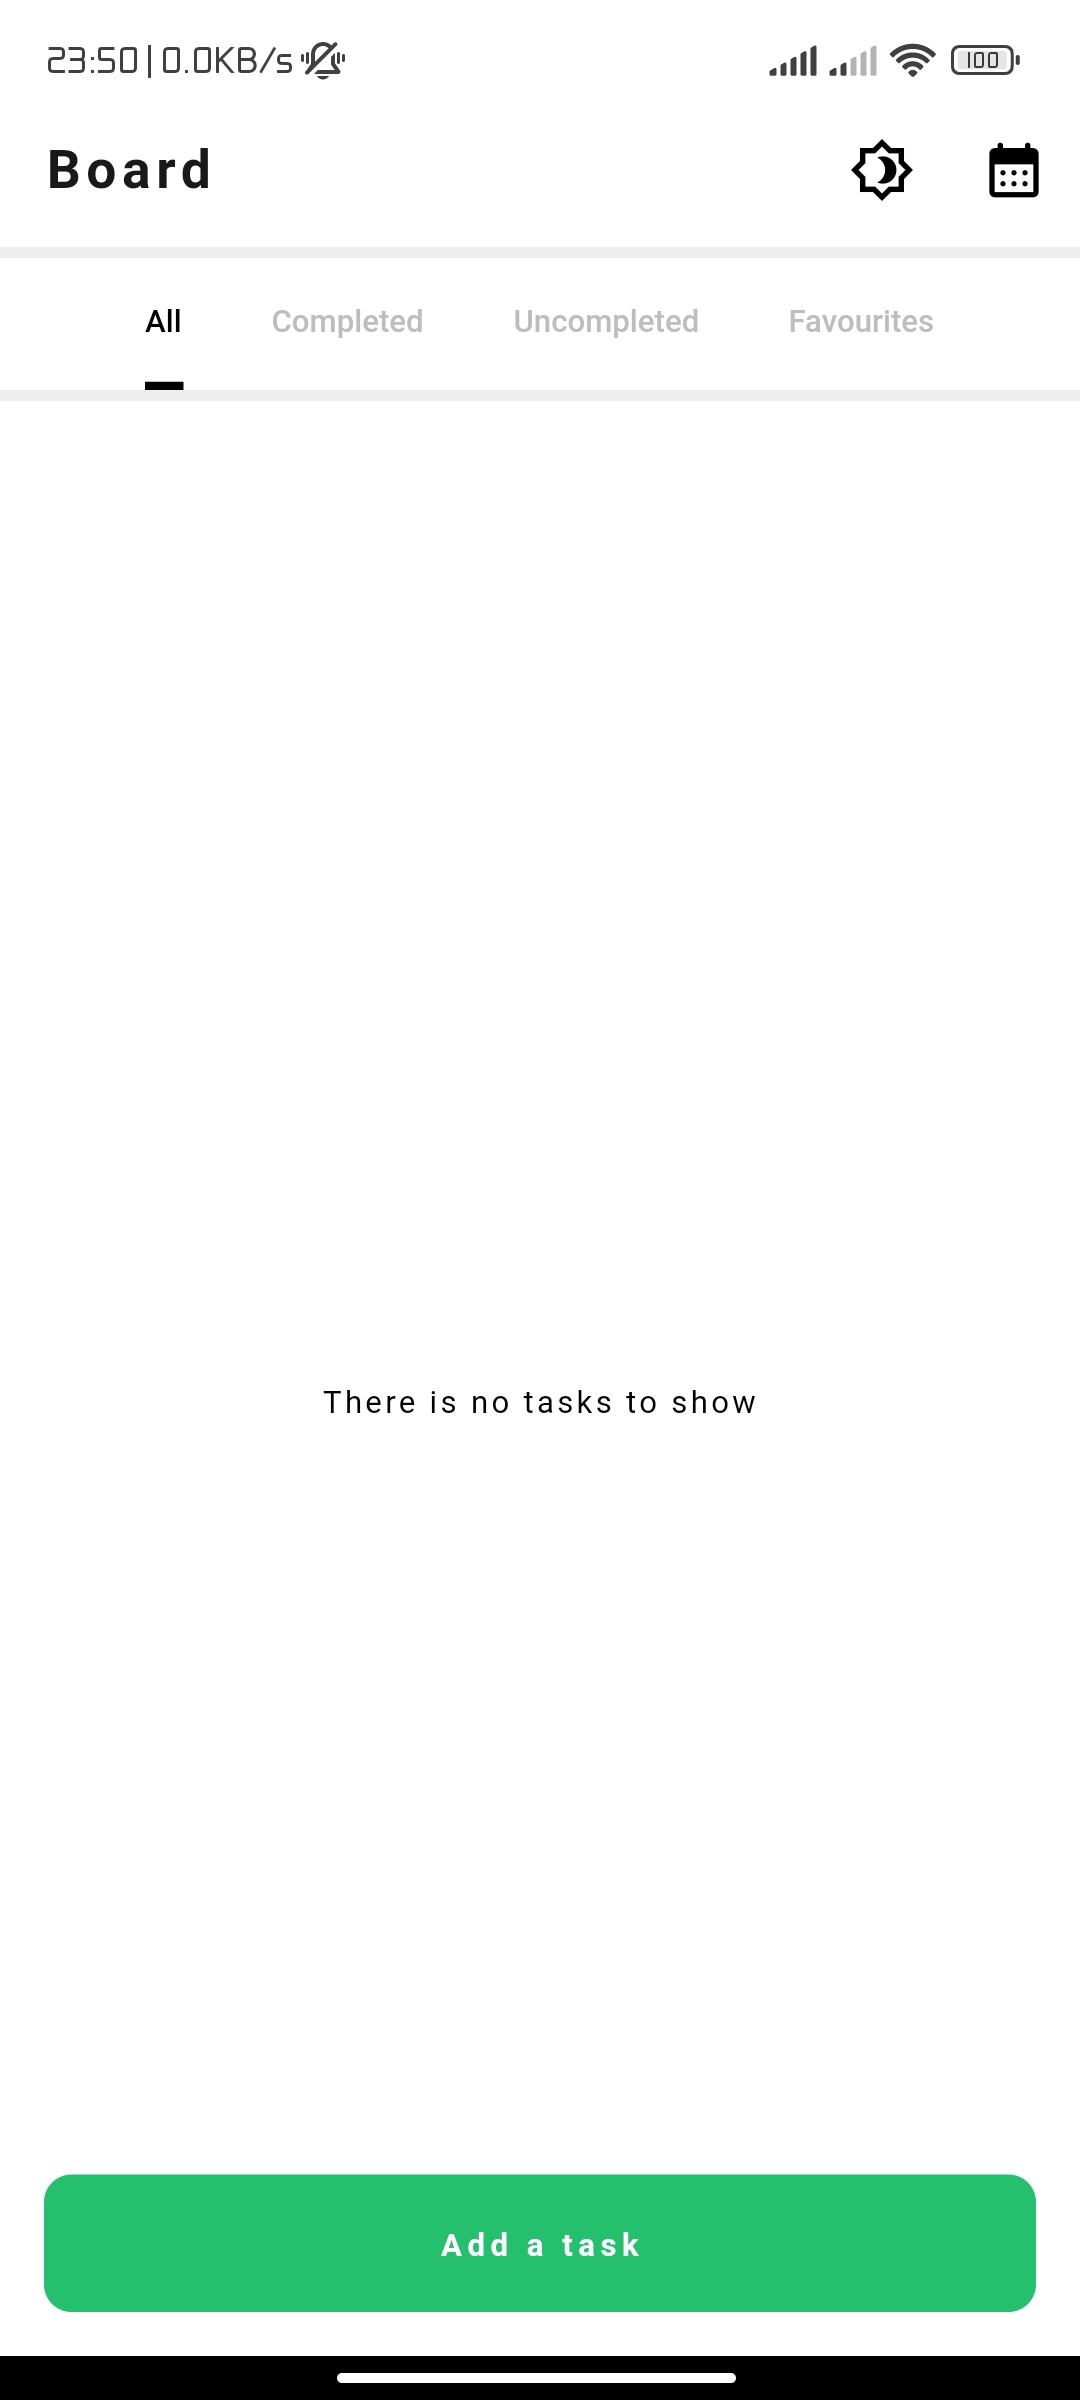 23:50 | 0.0KB/s
100
Board
All
Completed
Uncompleted
Favourites
There is no tasks to show
Add a task